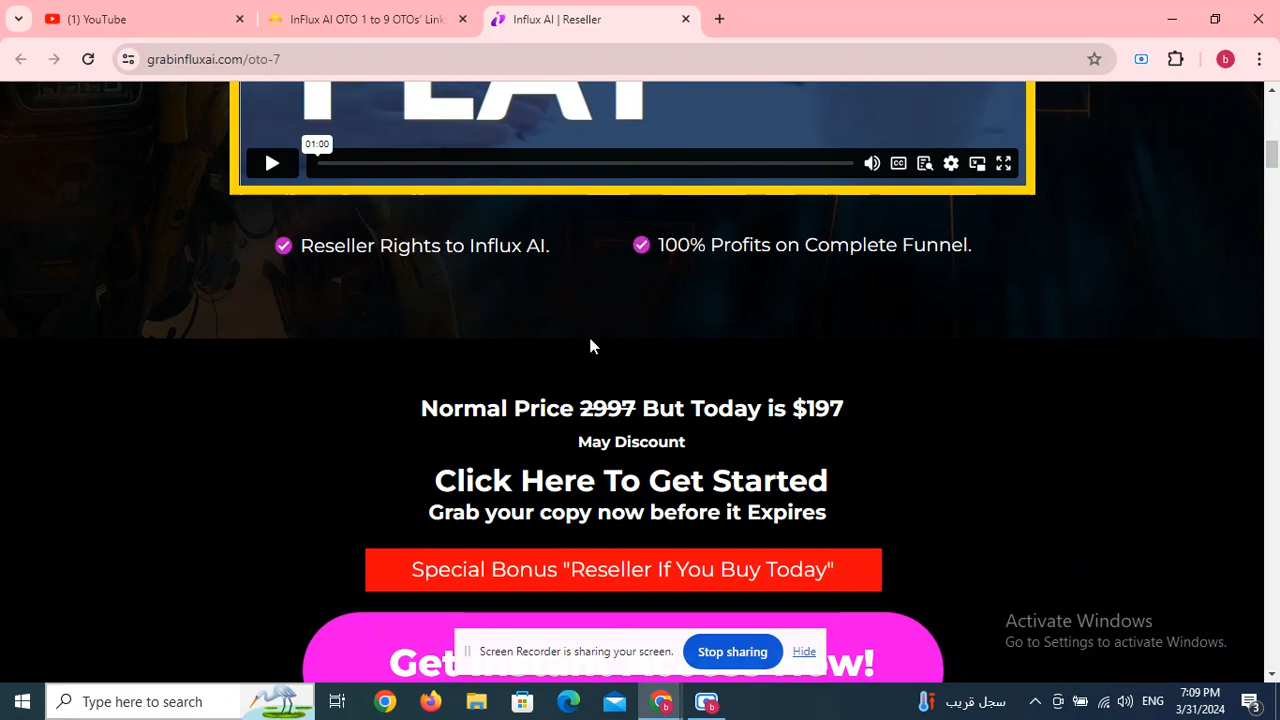 (1) YouTube
InFlux AI OTO 1 to 9 OTOs' Link
Influx AI | Reseller
grabinfluxai.com/oto-7
b
01:00
CC
Reseller Rights to Influx AI.
100% Profits on Complete Funnel.
Normal Price 2997 But Today is $197
May Discount
Click Here To Get Started
Grab your copy now before it Expires
Special Bonus "Reseller If You Buy Today"
Activate Windows
Go to Settings to activate Windows.
Screen Recorder is sharing your screen.
Stop sharing
Hide
Type here to search
سجل قريب
ENG
7:09 PM
3/31/2024
3